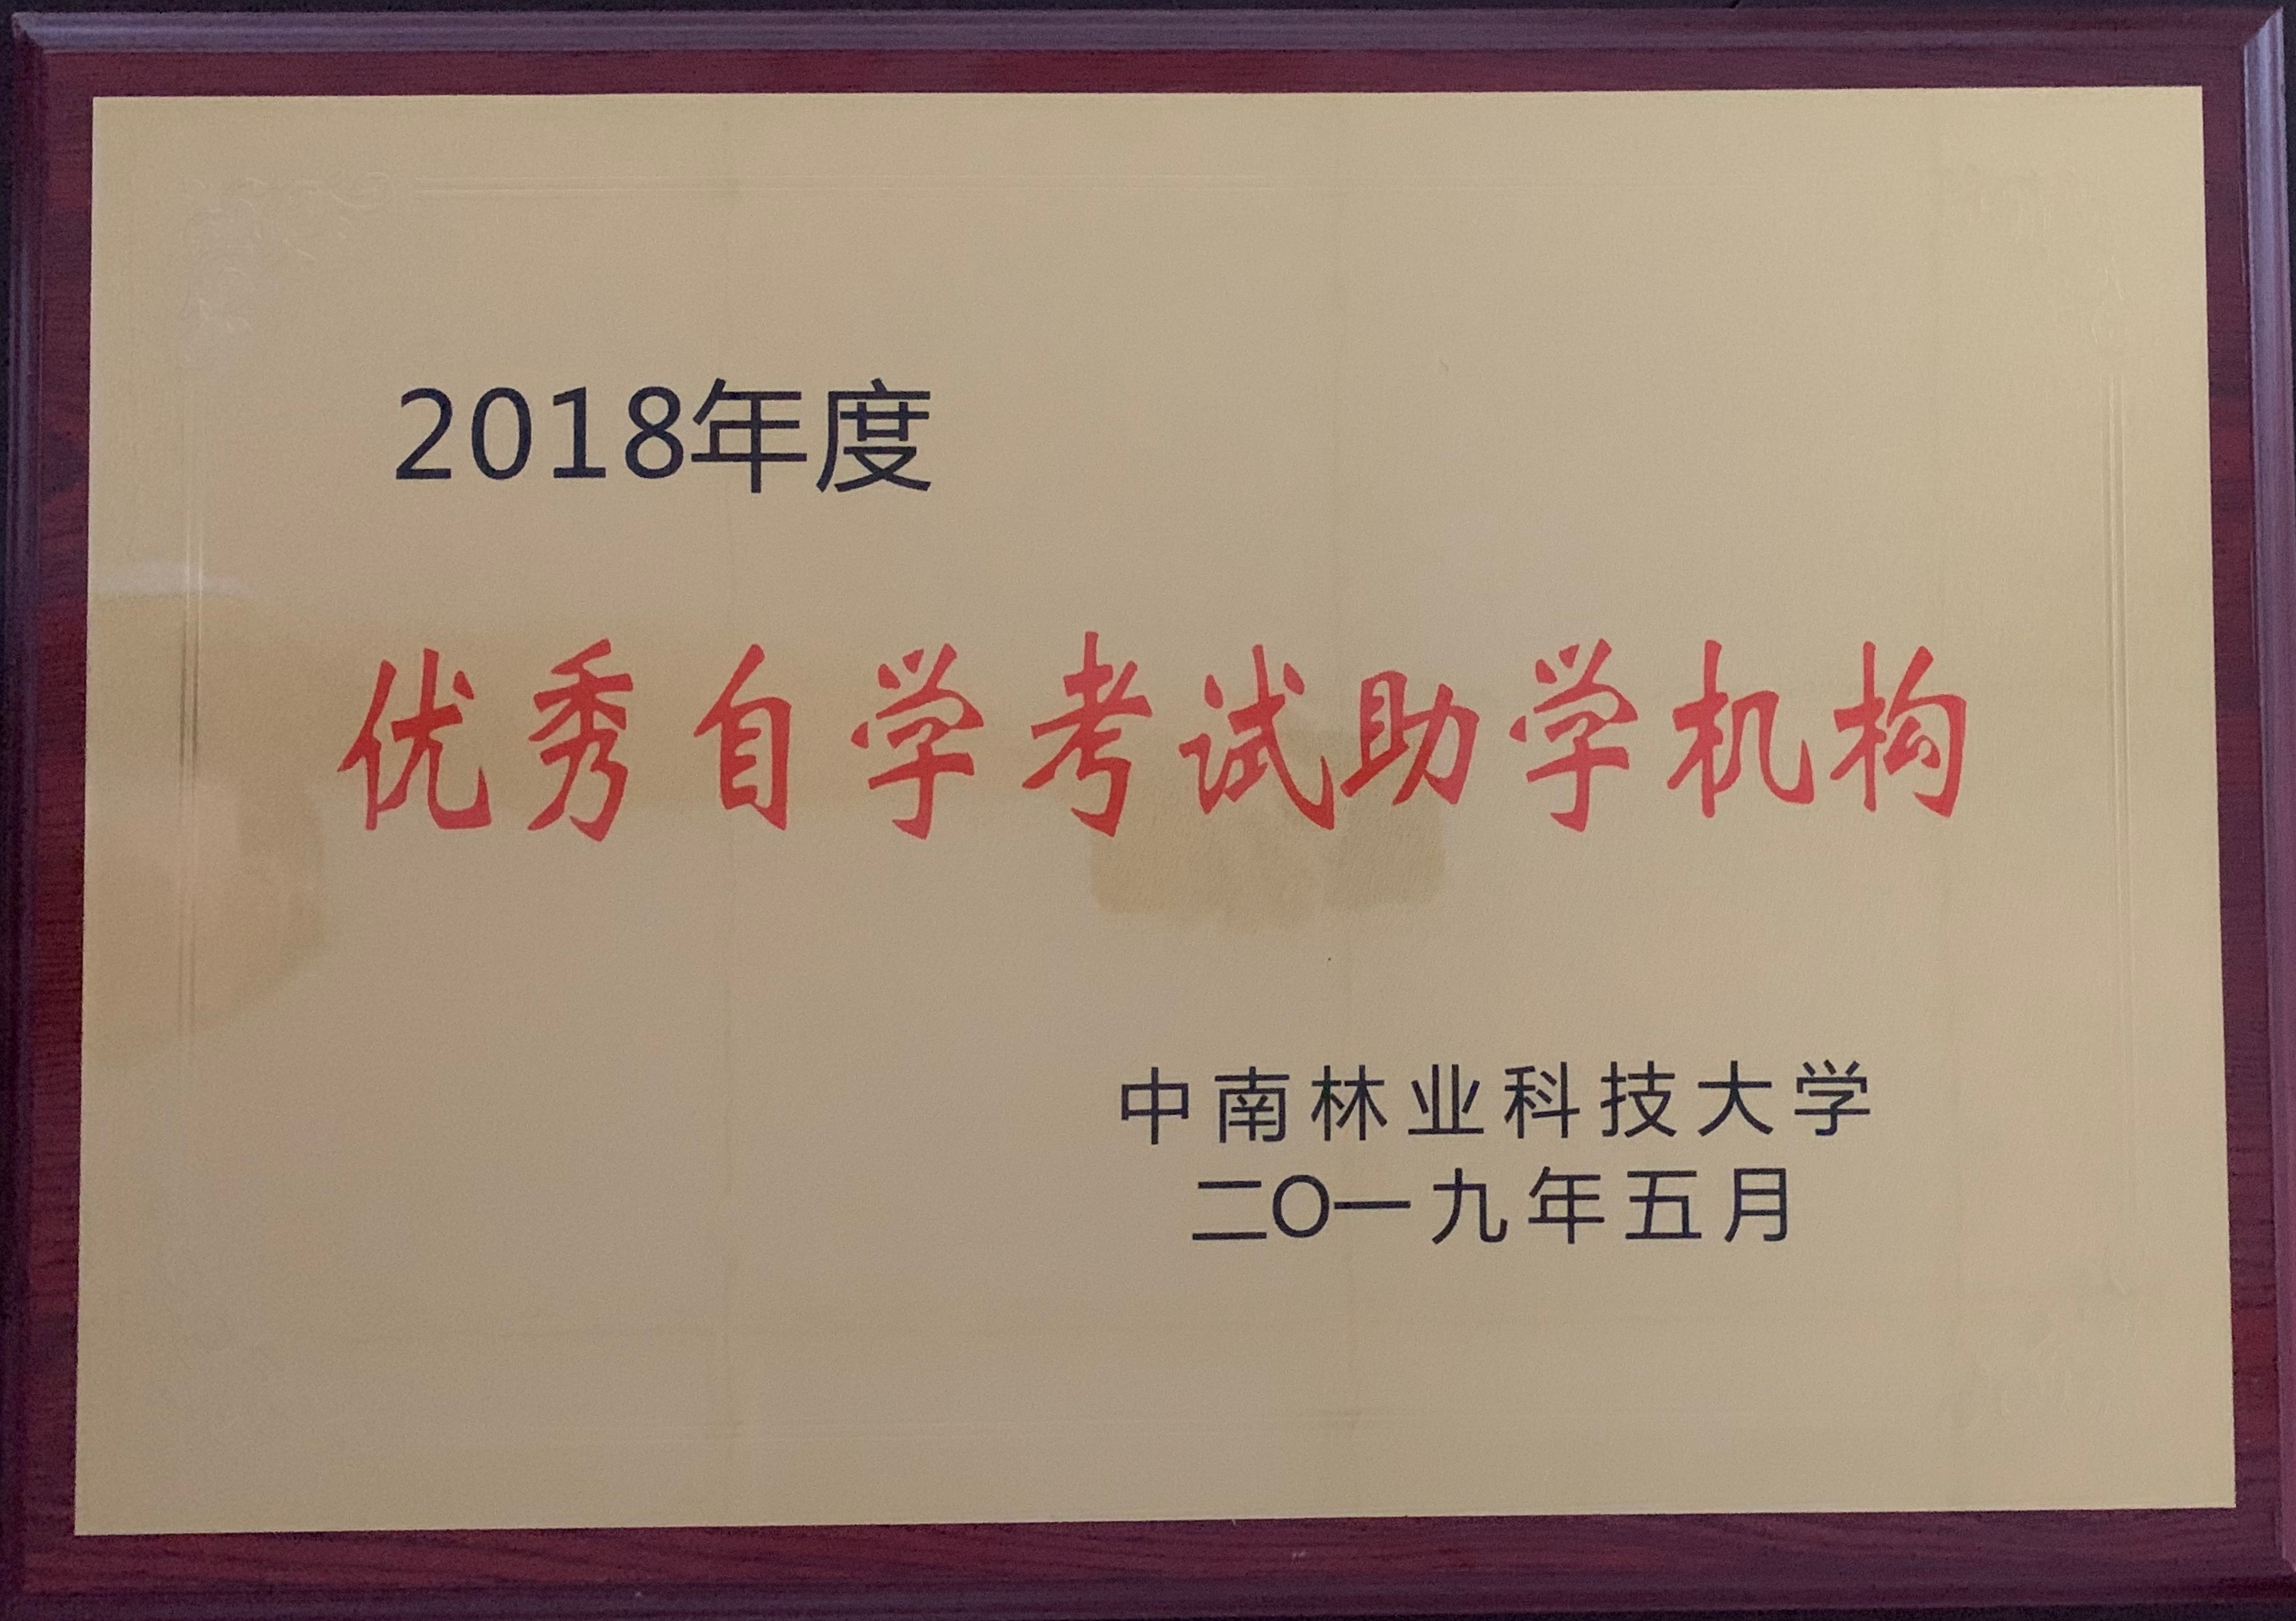 2018年度
优秀自学考试助学机构
中南林业科技大学
二〇一九年五月